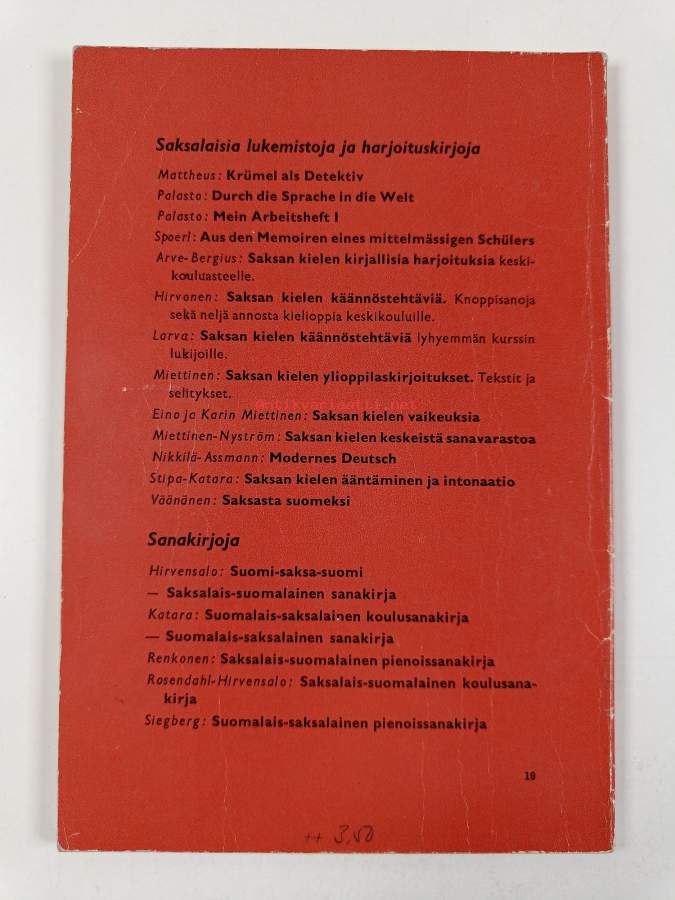 Saksalaisia lukemistoja ja harjoituskirjoja
Mattheus: Krümel als Detektiv
Palasto: Durch die Sprache in die Welt
Palasto: Mein Arbeitsheft I
Spoerl: Aus den Memoiren eines mittelmässigen Schülers
Arve-Bergius: Saksan kielen kirjallisia harjoituksia keski-
kouluasteelle.
Hirvonen: Saksan kielen käännöstehtäviä. Knoppisanoja
sekä neljä annosta kielioppia keskikouluille.
Larva: Saksan kielen käännöstehtäviä lyhyemmän kurssin
lukijoille.
Miettinen: Saksan kielen ylioppilaskirjoitukset. Tekstit ja
selitykset.
Antikvariaatti.net
Eino ja Karin Miettinen: Saksan kielen vaikeuksia
Miettinen-Nyström: Saksan kielen keskeistä sanavarastoa
Nikkilä-Assmann: Modernes Deutsch
Stipa-Katara: Saksan kielen ääntäminen ja intonaatio
Väänänen: Saksasta suomeksi
Sanakirjoja
Hirvensalo: Suomi-saksa-suomi
— Saksalais-suomalainen sanakirja
Katara: Suomalais-saksalainen koulusanakirja
— Suomalais-saksalainen sanakirja
Renkonen: Saksalais-suomalainen pienoissanakirja
Rosendahl-Hirvensalo: Saksalais-suomalainen koulusana-
kirja
Siegberg: Suomalais-saksalainen pienoissanakirja
19
++ 3,50